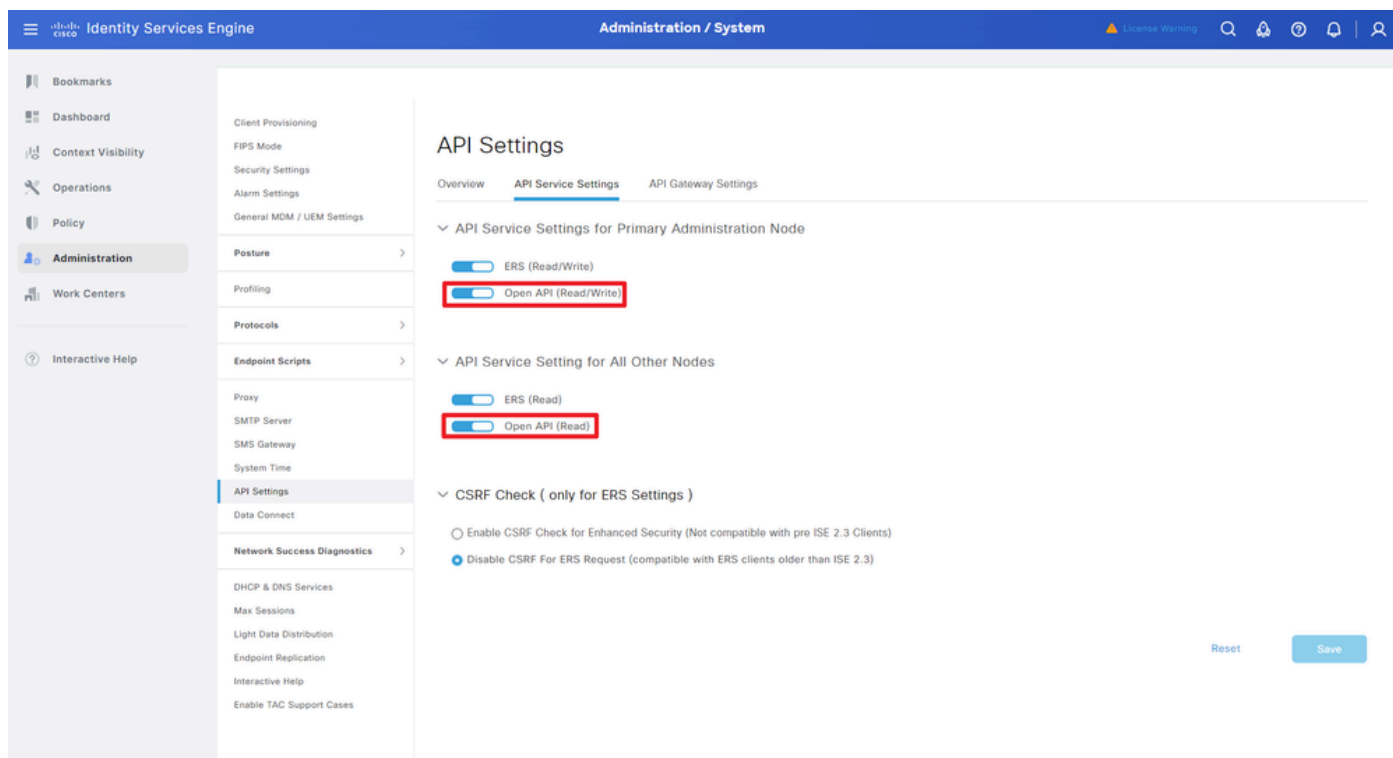 cisco Identity Services Engine
Administration / System
License Warning
Bookmarks
Dashboard
Context Visibility
Operations
Policy
Administration
Work Centers
Interactive Help
Client Provisioning
FIPS Mode
Security Settings
Alarm Settings
General MDM / UEM Settings
Posture
Profiling
Protocols
Endpoint Scripts
Proxy
SMTP Server
SMS Gateway
System Time
API Settings
Data Connect
Network Success Diagnostics
DHCP & DNS Services
Max Sessions
Light Data Distribution
Endpoint Replication
Interactive Help
Enable TAC Support Cases
API Settings
Overview API Service Settings API Gateway Settings
API Service Settings for Primary Administration Node
ERS (Read/Write)
Open API (Read/Write)
API Service Setting for All Other Nodes
ERS (Read)
Open API (Read)
CSRF Check ( only for ERS Settings )
Enable CSRF Check for Enhanced Security (Not compatible with pre ISE 2.3 Clients)
Disable CSRF For ERS Request (compatible with ERS clients older than ISE 2.3)
Reset Save